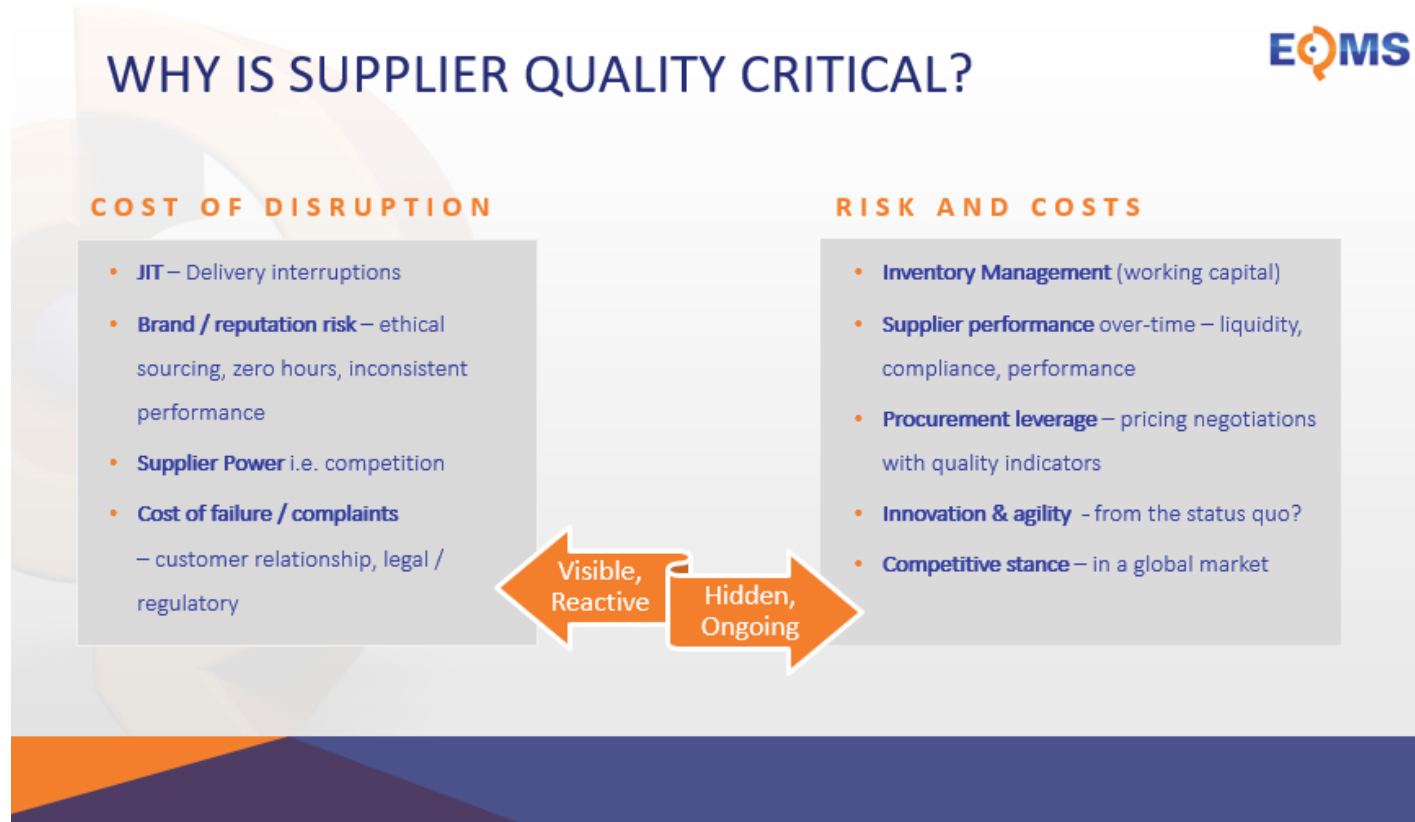 WHY IS SUPPLIER QUALITY CRITICAL?
EQMS
COST OF DISRUPTION
• JIT – Delivery interruptions
• Brand / reputation risk – ethical
sourcing, zero hours, inconsistent
performance
• Supplier Power i.e. competition
• Cost of failure / complaints
– customer relationship, legal /
regulatory
Visible,
Reactive
Hidden,
Ongoing
RISK AND COSTS
• Inventory Management (working capital)
• Supplier performance over-time – liquidity,
compliance, performance
• Procurement leverage – pricing negotiations
with quality indicators
• Innovation & agility - from the status quo?
• Competitive stance – in a global market